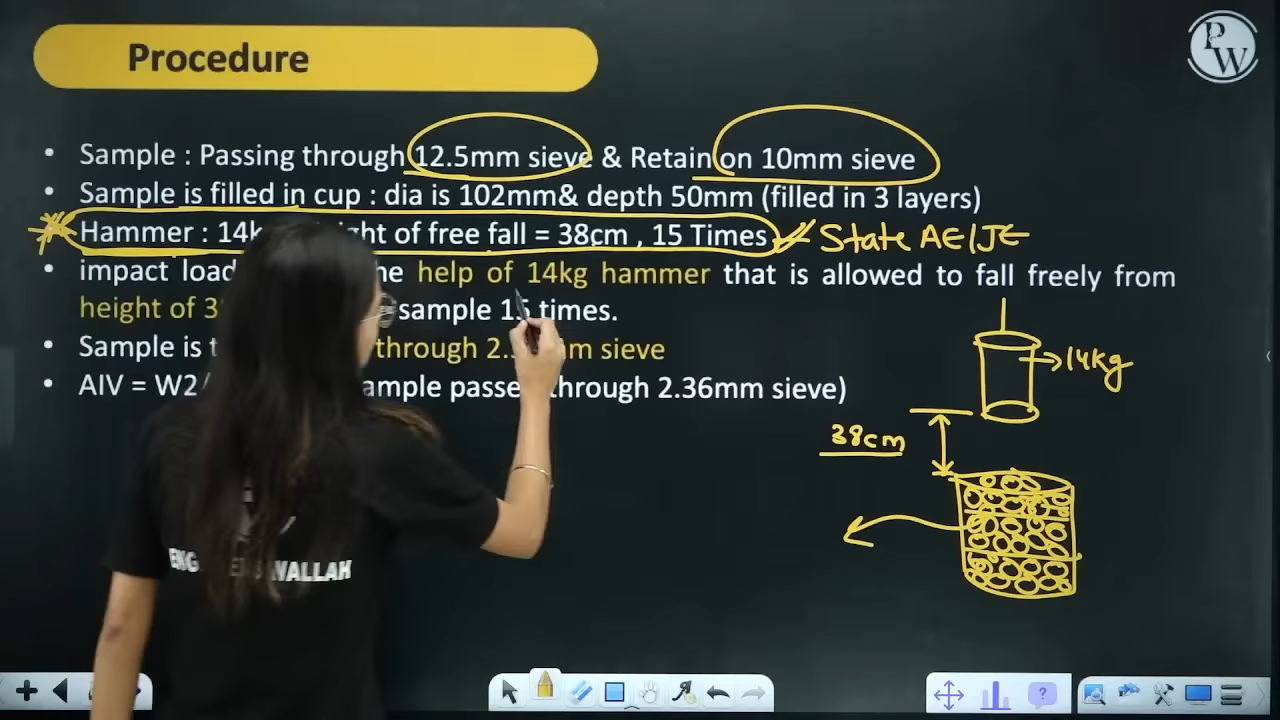 Procedure
PW
• Sample : Passing through 12.5mm sieve & Retain on 10mm sieve
• Sample is filled in cup : dia is 102mm& depth 50mm (filled in 3 layers)
Hammer : 14k ght of free fall = 38cm , 15 Times State AE/JE
• impact load he help of 14kg hammer that is allowed to fall freely from
height of 3 sample 15 times.
• Sample is t through 2. m sieve
• AIV = W2/ ample passe through 2.36mm sieve)
14kg
38cm
WALLAH